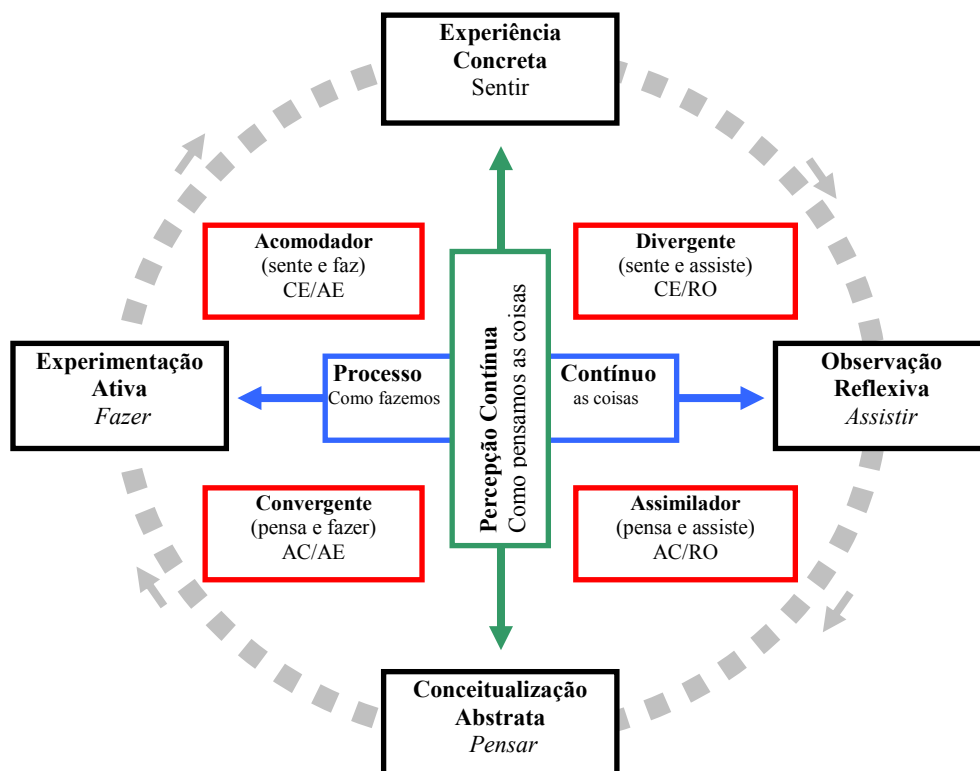 Experiência
Concreta
Sentir
Acomodador
(sente e faz)
CE/AE
Divergente
(sente e assiste)
CE/RO
Experimentação
Ativa
Fazer
Processo
Como fazemos
Percepção Contínua
Como pensamos as coisas
Contínuo
as coisas
Observação
Reflexiva
Assistir
Convergente
(pensa e fazer)
AC/AE
Assimilador
(pensa e assiste)
AC/RO
Conceitualização
Abstrata
Pensar